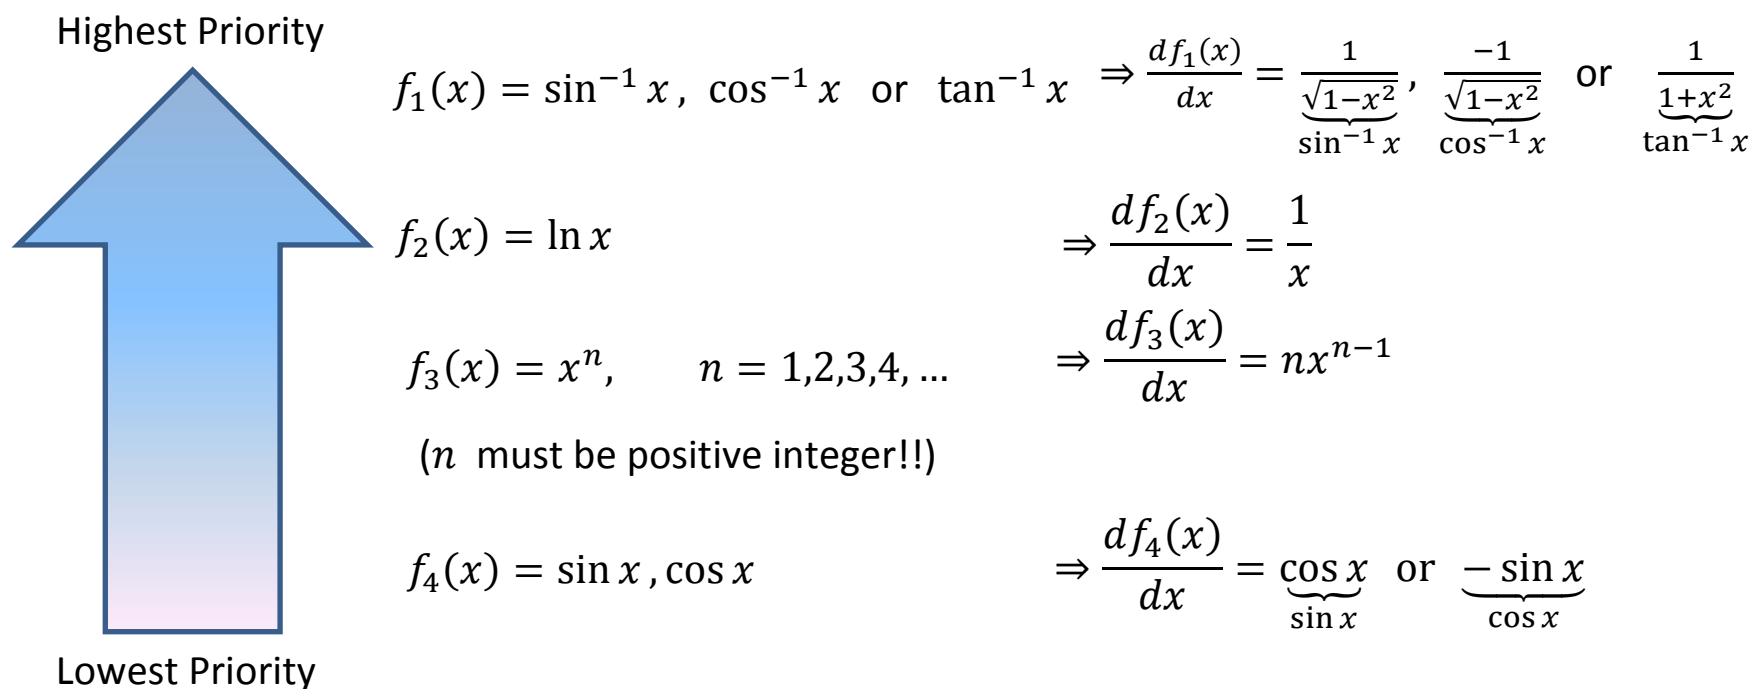 Highest Priority
f₁(x) = sin⁻¹ x , cos⁻¹ x or tan⁻¹ x ⇒ df₁(x)/dx = 1/√(1−x²) (sin⁻¹ x) , −1/√(1−x²) (cos⁻¹ x) or 1/(1+x²) (tan⁻¹ x)
f₂(x) = ln x ⇒ df₂(x)/dx = 1/x
f₃(x) = xⁿ, n = 1,2,3,4, … ⇒ df₃(x)/dx = nxⁿ⁻¹
(n must be positive integer!!)
f₄(x) = sin x , cos x ⇒ df₄(x)/dx = cos x (sin x) or − sin x (cos x)
Lowest Priority